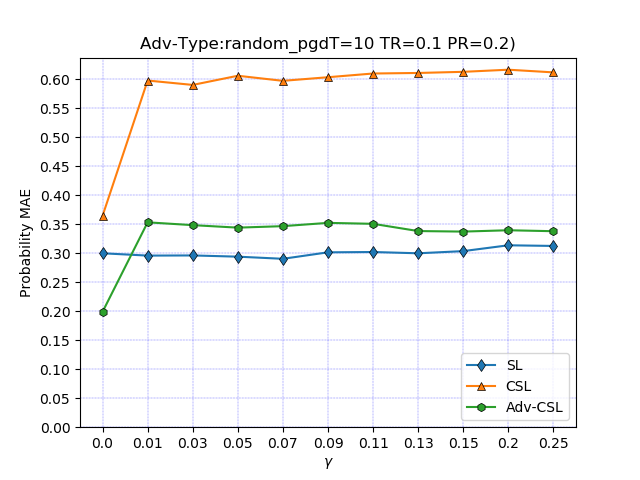 Adv-Type:random_pgdT=10 TR=0.1 PR=0.2)
Probability MAE
0.60
0.55
0.50
0.45
0.40
0.35
0.30
0.25
0.20
0.15
0.10
0.05
0.00
SL
CSL
Adv-CSL
0.0 0.01 0.03 0.05 0.07 0.09 0.11 0.13 0.15 0.2 0.25
γ